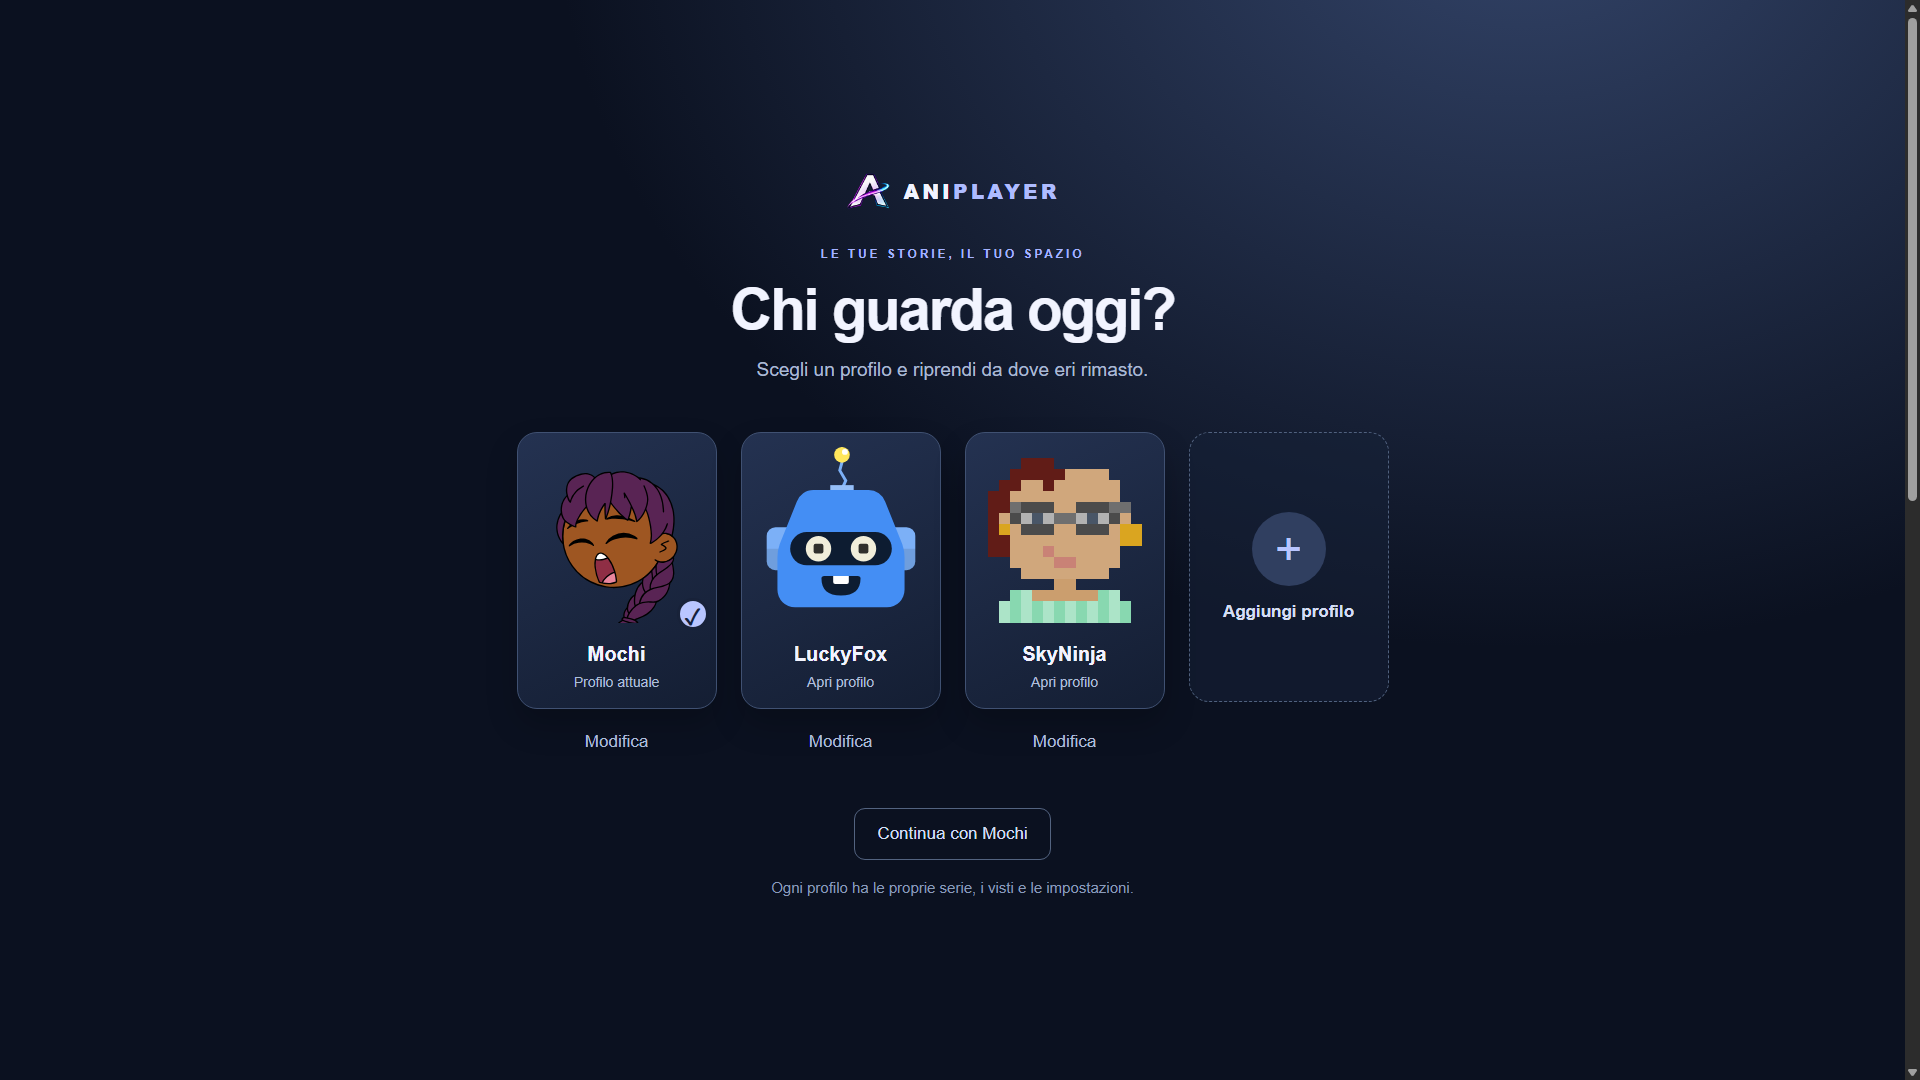 ANIPLAYER
LE TUE STORIE, IL TUO SPAZIO
Chi guarda oggi?
Scegli un profilo e riprendi da dove eri rimasto.
Mochi
Profilo attuale
Modifica
LuckyFox
Apri profilo
Modifica
SkyNinja
Apri profilo
Modifica
Aggiungi profilo
Continua con Mochi
Ogni profilo ha le proprie serie, i visti e le impostazioni.